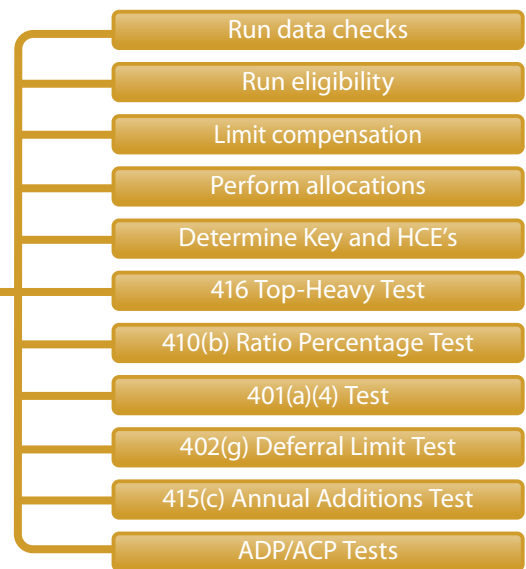 Run data checks
Run eligibility
Limit compensation
Perform allocations
Determine Key and HCE’s
416 Top-Heavy Test
410(b) Ratio Percentage Test
401(a)(4) Test
402(g) Deferral Limit Test
415(c) Annual Additions Test
ADP/ACP Tests